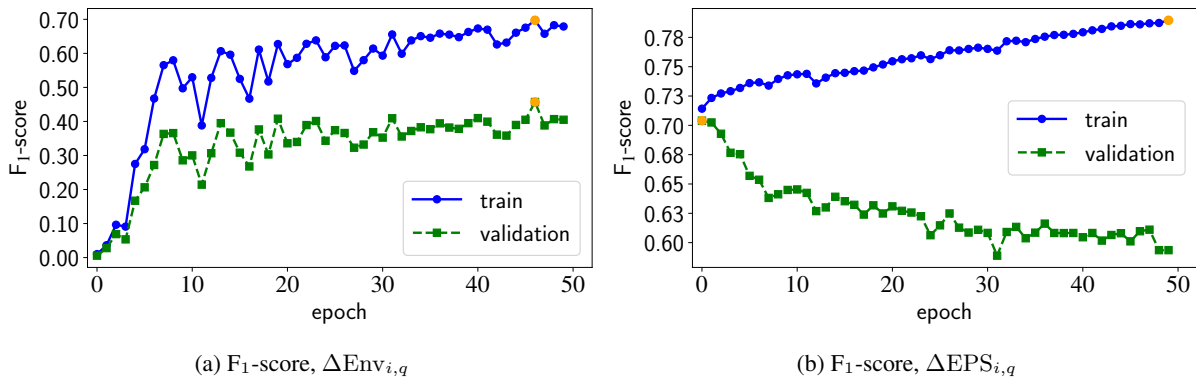 0.70
0.60
0.50
0.40
0.30
0.20
0.10
0.00
F₁-score
train
validation
0 10 20 30 40 50
epoch
(a) F₁-score, ΔEnvᵢ,q
0.78
0.75
0.73
0.70
0.68
0.65
0.63
0.60
F₁-score
train
validation
0 10 20 30 40 50
epoch
(b) F₁-score, ΔEPSᵢ,q